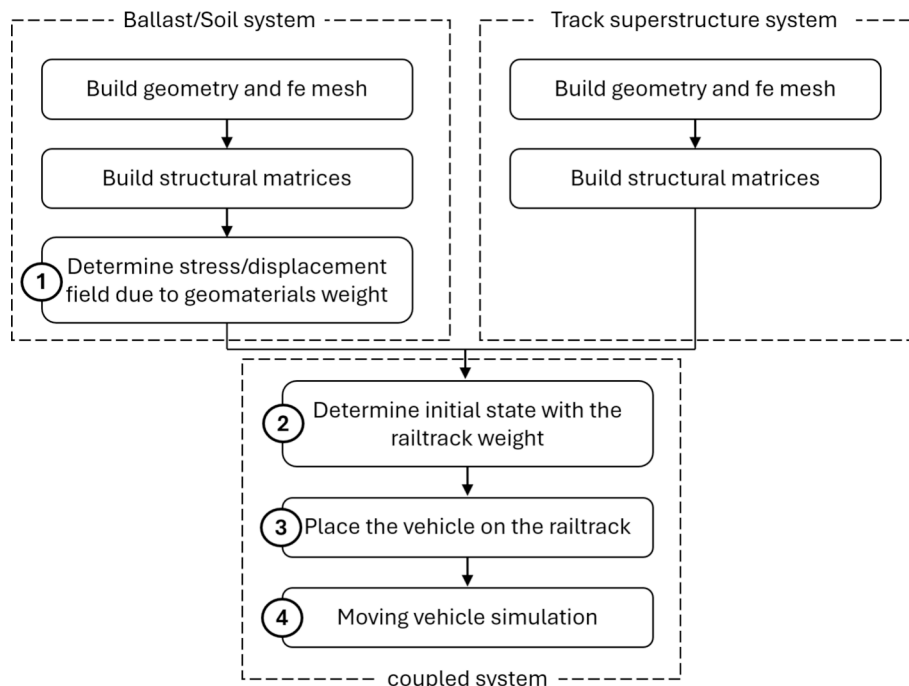 Ballast/Soil system
Build geometry and fe mesh
Build structural matrices
1
Determine stress/displacement
field due to geomaterials weight
Track superstructure system
Build geometry and fe mesh
Build structural matrices
2
Determine initial state with the
railtrack weight
3
Place the vehicle on the railtrack
4
Moving vehicle simulation
coupled system